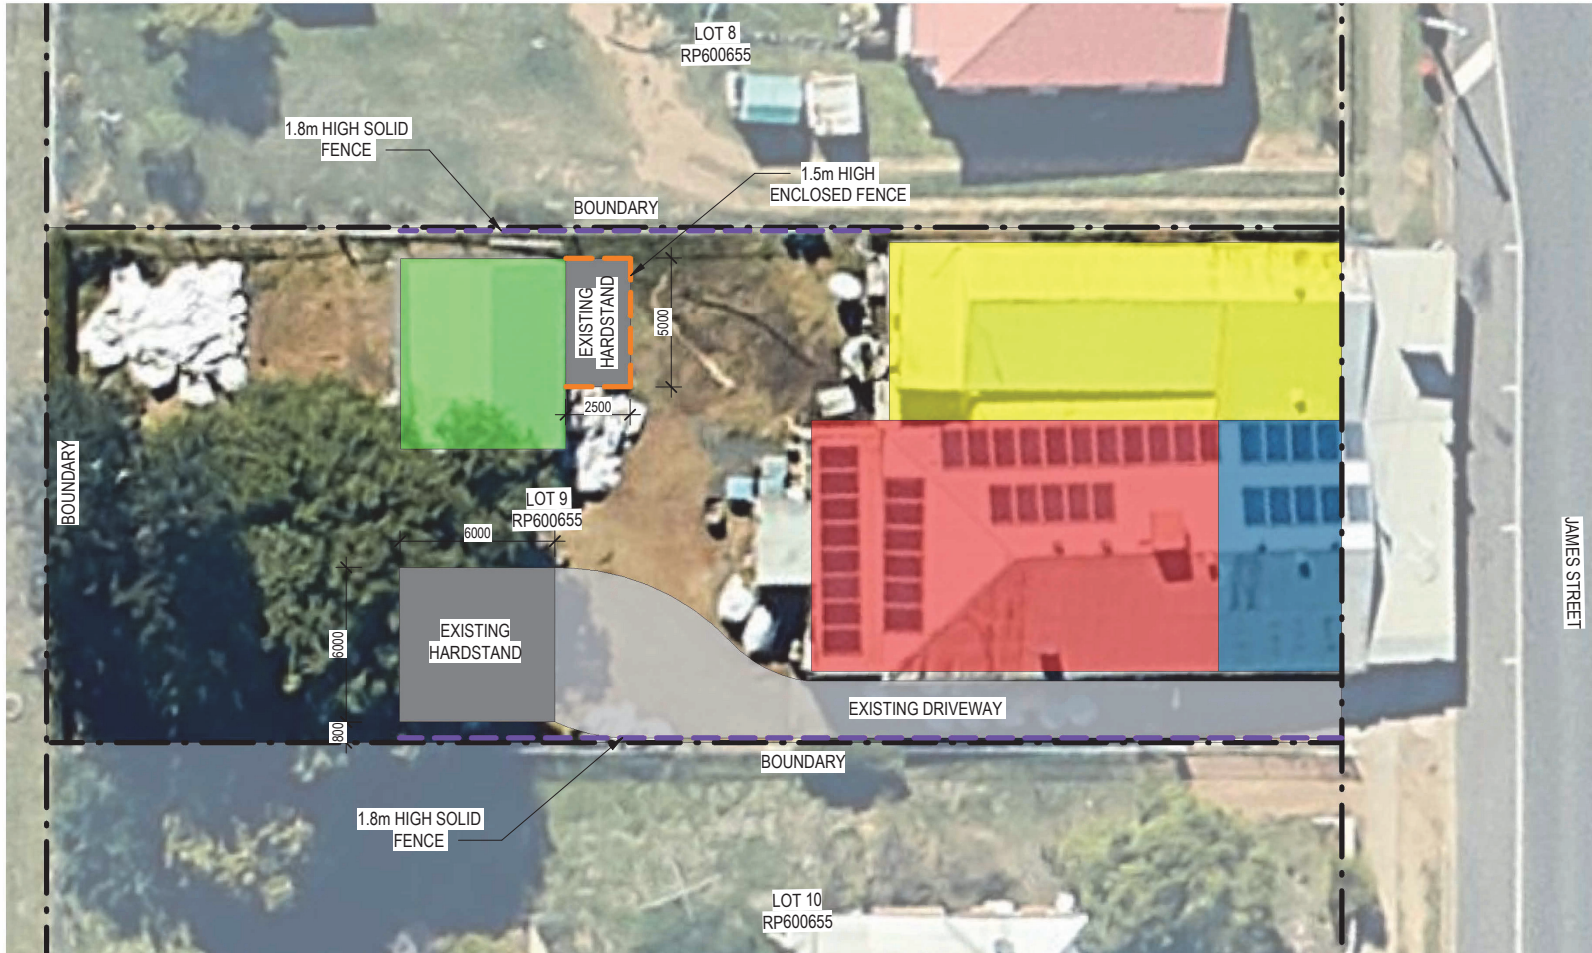 LOT 8
RP600655
1.8m HIGH SOLID
FENCE
1.5m HIGH
ENCLOSED FENCE
BOUNDARY
EXISTING
HARDSTAND
5000
2500
BOUNDARY
LOT 9
RP600655
6000
6000
EXISTING
HARDSTAND
800
EXISTING DRIVEWAY
JAMES STREET
BOUNDARY
1.8m HIGH SOLID
FENCE
LOT 10
RP600655